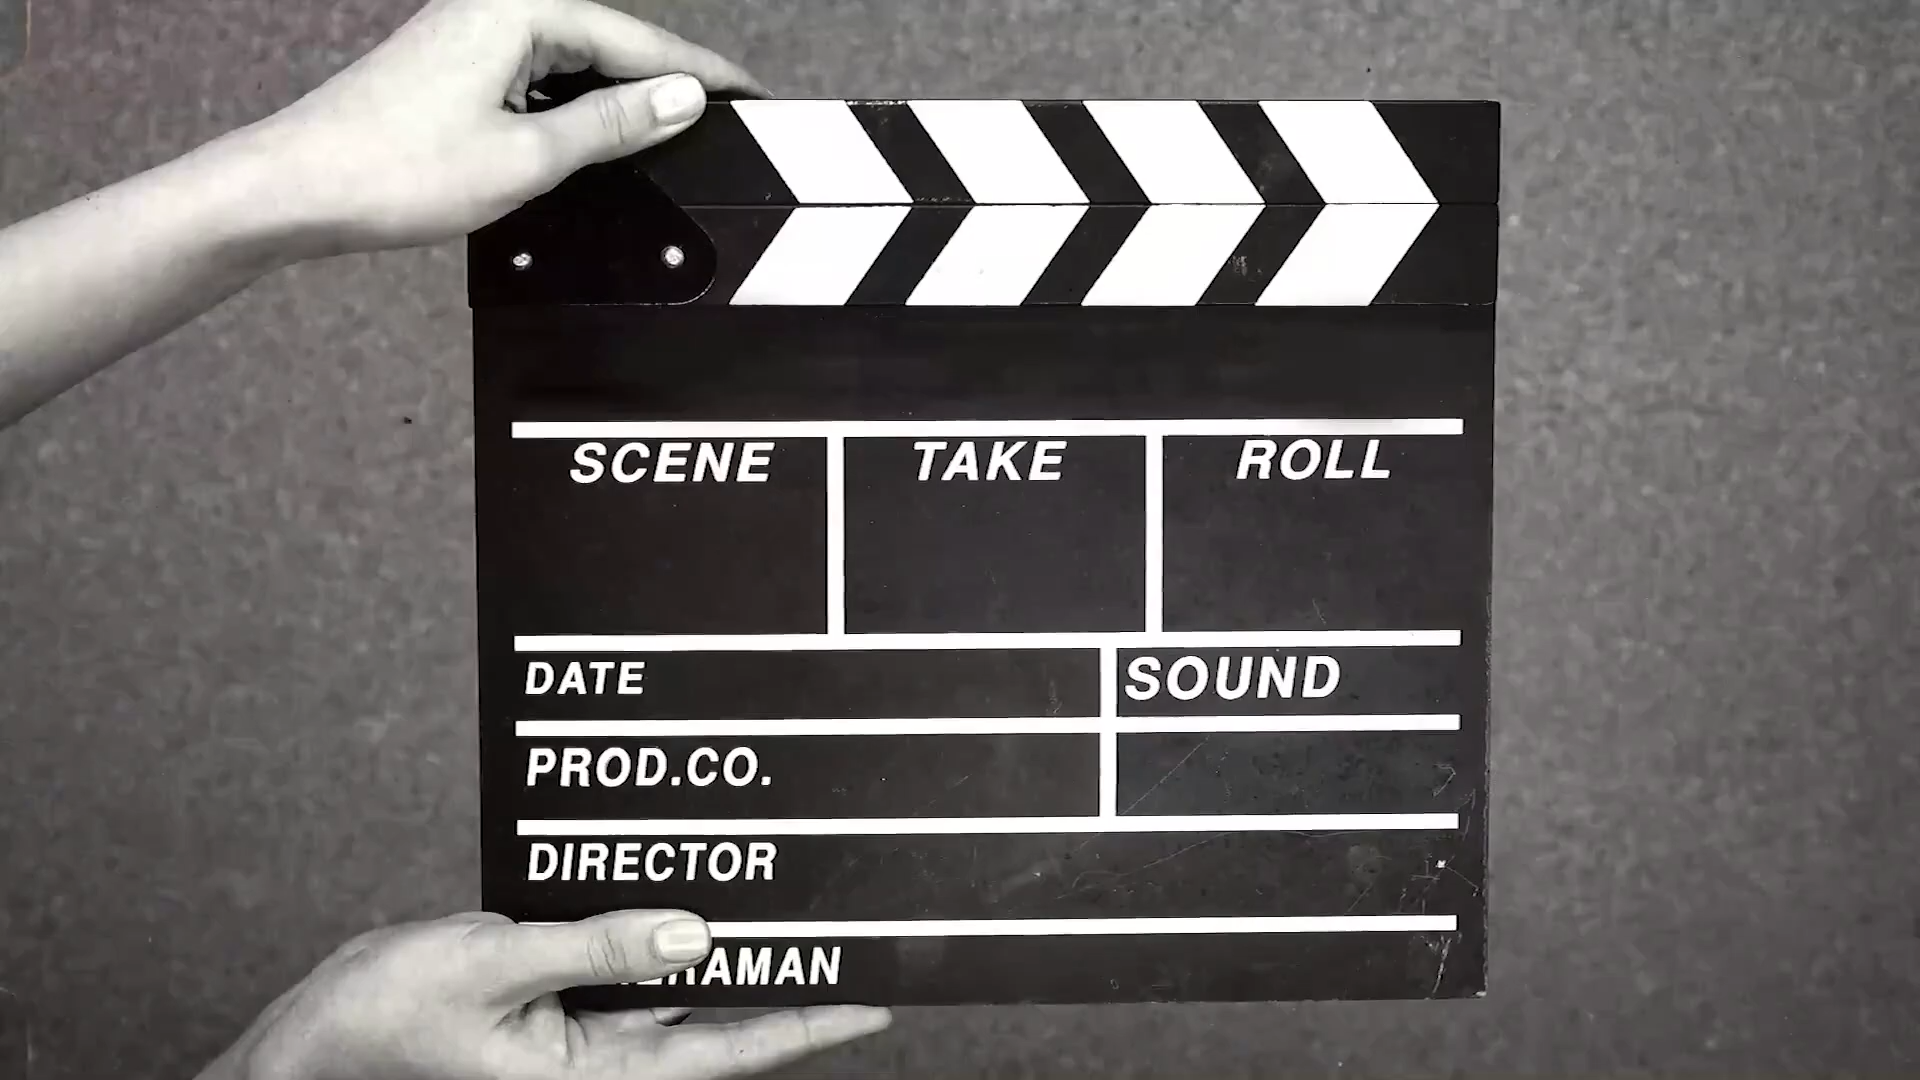 SCENE TAKE ROLL
DATE SOUND
PROD.CO.
DIRECTOR